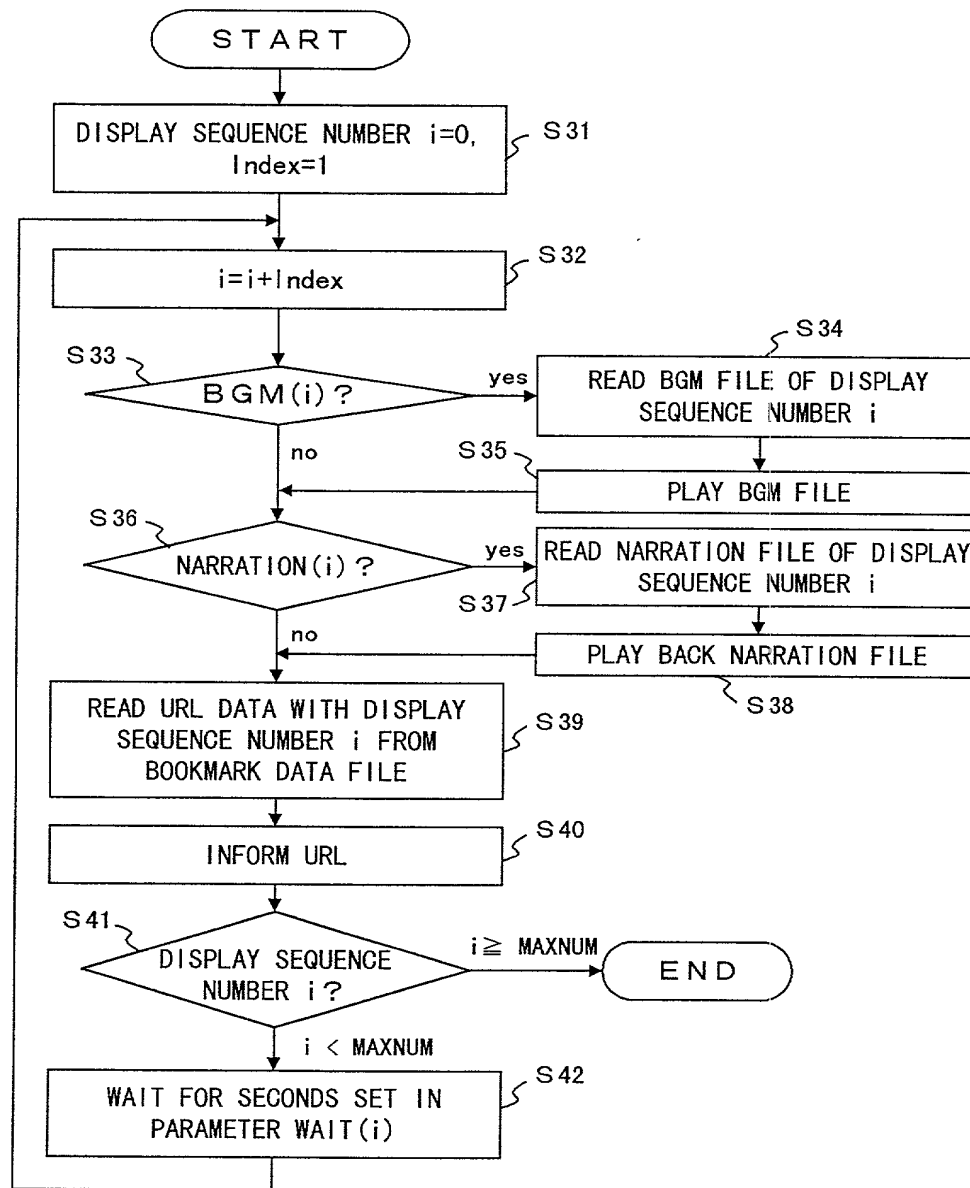 START
DISPLAY SEQUENCE NUMBER i=0,
Index=1
S31
i=i+Index
S32
BGM(i)?
S33
yes
no
READ BGM FILE OF DISPLAY
SEQUENCE NUMBER i
S34
PLAY BGM FILE
S35
NARRATION(i)?
S36
yes
no
READ NARRATION FILE OF DISPLAY
SEQUENCE NUMBER i
S37
PLAY BACK NARRATION FILE
S38
READ URL DATA WITH DISPLAY
SEQUENCE NUMBER i FROM
BOOKMARK DATA FILE
S39
INFORM URL
S40
DISPLAY SEQUENCE
NUMBER i?
S41
i≧ MAXNUM
END
i < MAXNUM
WAIT FOR SECONDS SET IN
PARAMETER WAIT(i)
S42